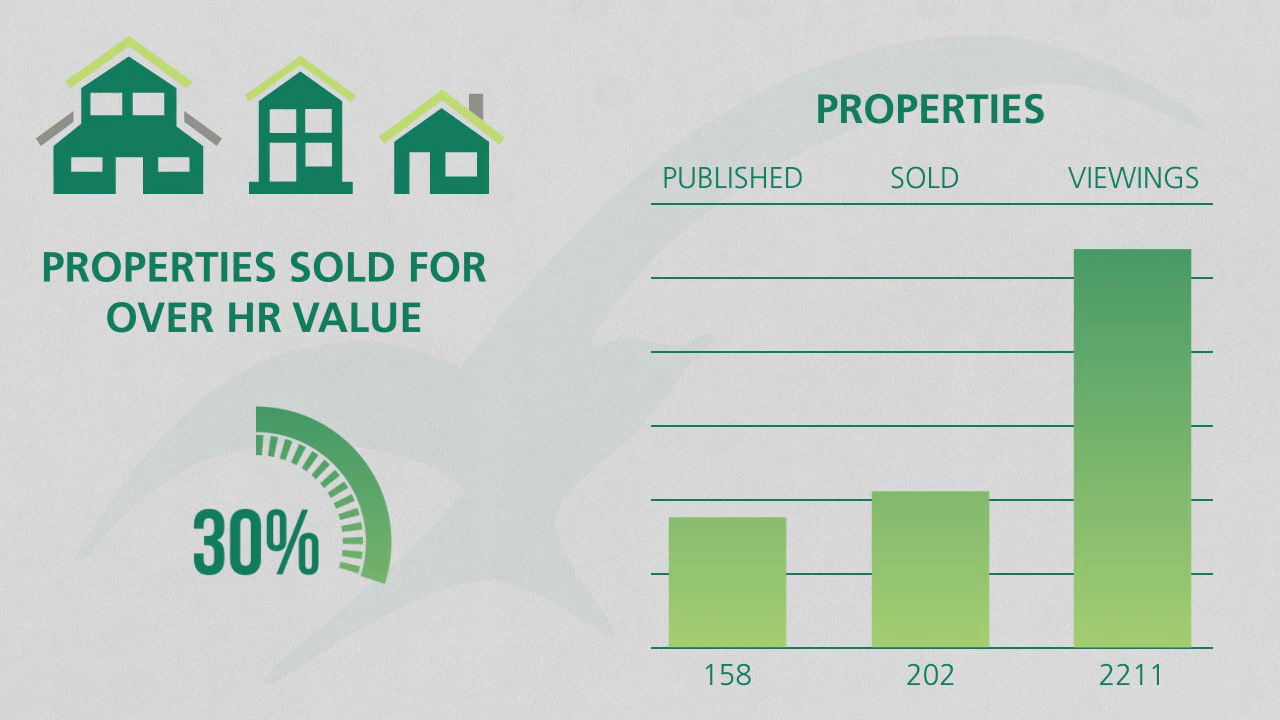 PROPERTIES SOLD FOR
OVER HR VALUE
30%
PROPERTIES
PUBLISHED SOLD VIEWINGS
158 202 2211